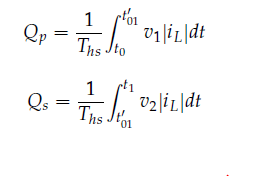 Q_p = \frac{1}{T_{hs}} \int_{t_0}^{t'_{01}} v_1 |i_L| dt
Q_s = \frac{1}{T_{hs}} \int_{t'_{01}}^{t_1} v_2 |i_L| dt